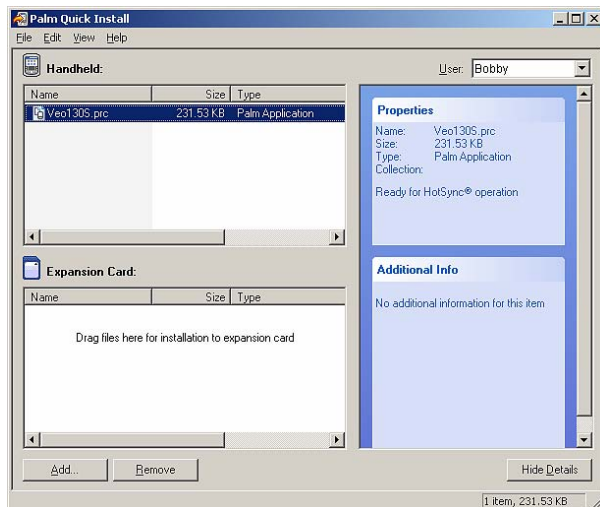 Palm Quick Install
File Edit View Help
Handheld:
User: Bobby
Name Size Type
Veo130S.prc 231.53 KB Palm Application
Properties
Name: Veo130S.prc
Size: 231.53 KB
Type: Palm Application
Collection:
Ready for HotSync® operation
Expansion Card:
Name Size Type
Drag files here for installation to expansion card
Additional Info
No additional information for this item
Add... Remove Hide Details
1 item, 231.53 KB